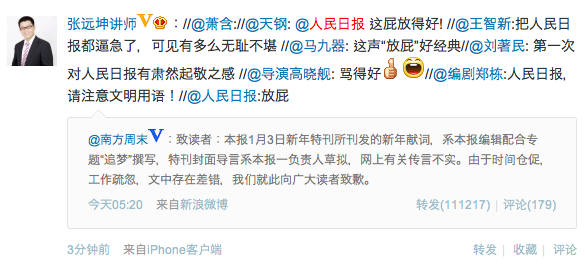 张远坤讲师：//@萧含://@天钢: @人民日报 这屁放得好! //@王智新:把人民日
报都逼急了，可见有多么无耻不堪 //@马九器: 这声“放屁”好经典//@刘著民: 第一次
对人民日报有肃然起敬之感 //@导演高晓舰: 骂得好//@编剧郑栋:人民日报,
请注意文明用语！//@人民日报:放屁
@南方周末：致读者：本报1月3日新年特刊所刊发的新年献词，系本报编辑配合专
题“追梦”撰写，特刊封面导言系本报一负责人草拟，网上有关传言不实。由于时间仓促，
工作疏忽，文中存在差错，我们就此向广大读者致歉。
今天05:20 来自新浪微博 转发(111217) | 评论(179)
3分钟前 来自iPhone客户端 转发 | 收藏 | 评论